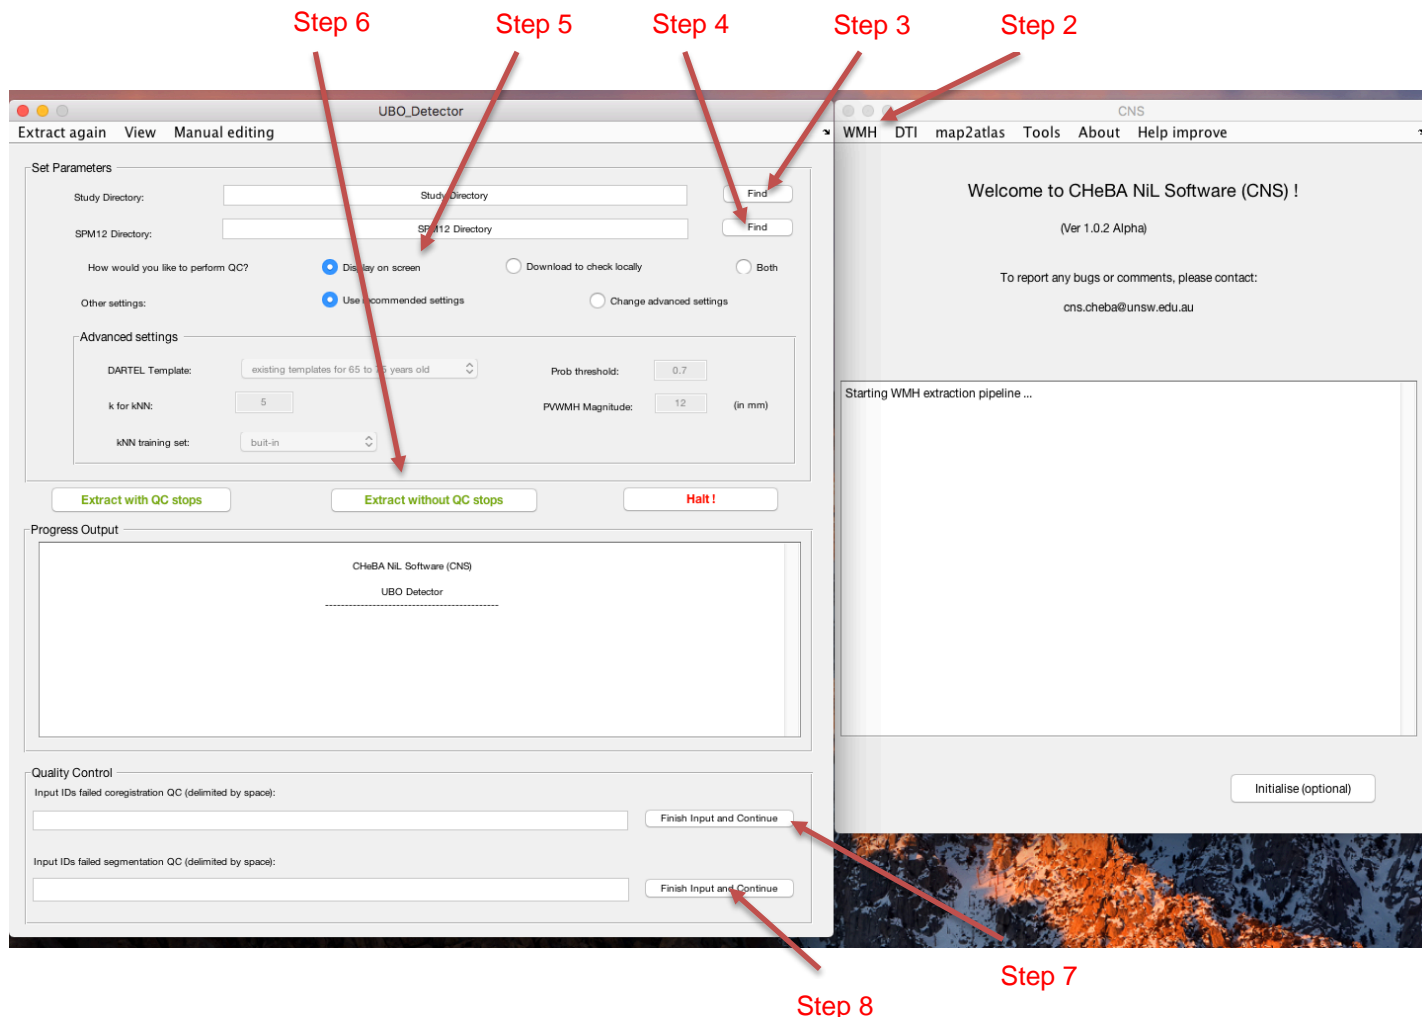 Step 6
Step 5
Step 4
Step 3
Step 2
UBO_Detector
Extract again View Manual editing
Set Parameters
Study Directory: Study Directory Find
SPM12 Directory: SPM12 Directory Find
How would you like to perform QC? Display on screen Download to check locally Both
Other settings: Use recommended settings Change advanced settings
Advanced settings
DARTEL Template: existing templates for 65 to 75 years old Prob threshold: 0.7
k for kNN: 5 PVWMH Magnitude: 12 (in mm)
kNN training set: buit-in
Extract with QC stops Extract without QC stops Halt !
Progress Output
CHeBA NiL Software (CNS)
UBO Detector
--------------------------------------------
Quality Control
Input IDs failed coregistration QC (delimited by space):
Finish Input and Continue
Input IDs failed segmentation QC (delimited by space):
Finish Input and Continue
CNS
WMH DTI map2atlas Tools About Help improve
Welcome to CHeBA NiL Software (CNS) !
(Ver 1.0.2 Alpha)
To report any bugs or comments, please contact:
cns.cheba@unsw.edu.au
Starting WMH extraction pipeline ...
Initialise (optional)
Step 7
Step 8